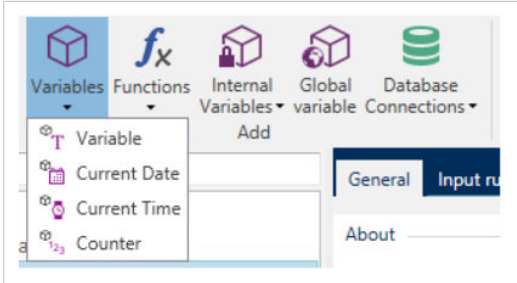 Variables Functions Internal Variables Global variable Database Connections
Add
Variable
Current Date
Current Time
Counter
General Input ru
About